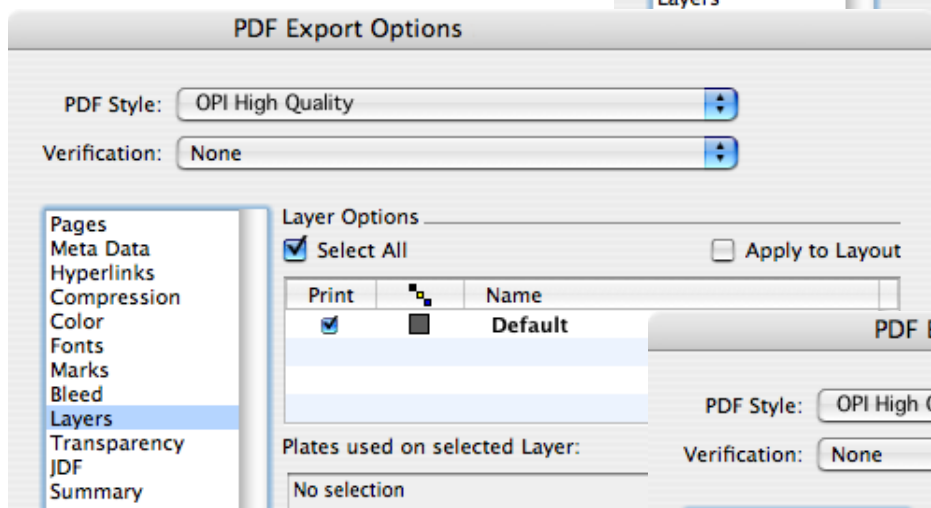 Layers
PDF Export Options
PDF Style: OPI High Quality
Verification: None
Pages
Meta Data
Hyperlinks
Compression
Color
Fonts
Marks
Bleed
Layers
Transparency
JDF
Summary
Layer Options
Select All
Apply to Layout
Print Name
Default
Plates used on selected Layer:
No selection
PDF
PDF Style: OPI High
Verification: None